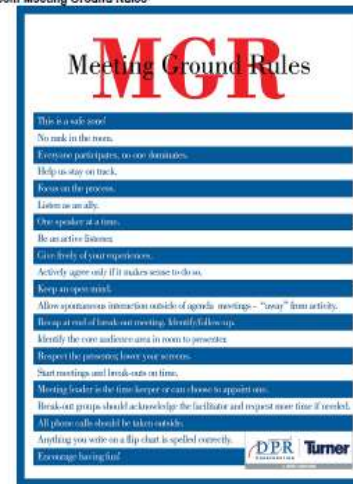 Meeting Ground Rules
MGR
Meeting Ground Rules
This is a safe zone!
No rank in the room.
Everyone participates, no one dominates.
Help us stay on track.
Focus on the process.
Listen as an ally.
One speaker at a time.
Be an active listener.
Give freely of your experiences.
Actively agree only if it makes sense to do so.
Keep an open mind.
Allow spontaneous interaction outside of agenda meetings – "away" from activity.
Recap at end of break-out meeting. Identify follow-up.
Identify the core audience area in room to presenter.
Respect the presenter, lower your screens.
Start meetings and break-outs on time.
Meeting leader is the time keeper or can choose to appoint one.
Break-out groups should acknowledge the facilitator and request more time if needed.
All phone calls should be taken outside.
Anything you write on a flip chart is spelled correctly.
Encourage having fun!
DPR Turner
CONSTRUCTION